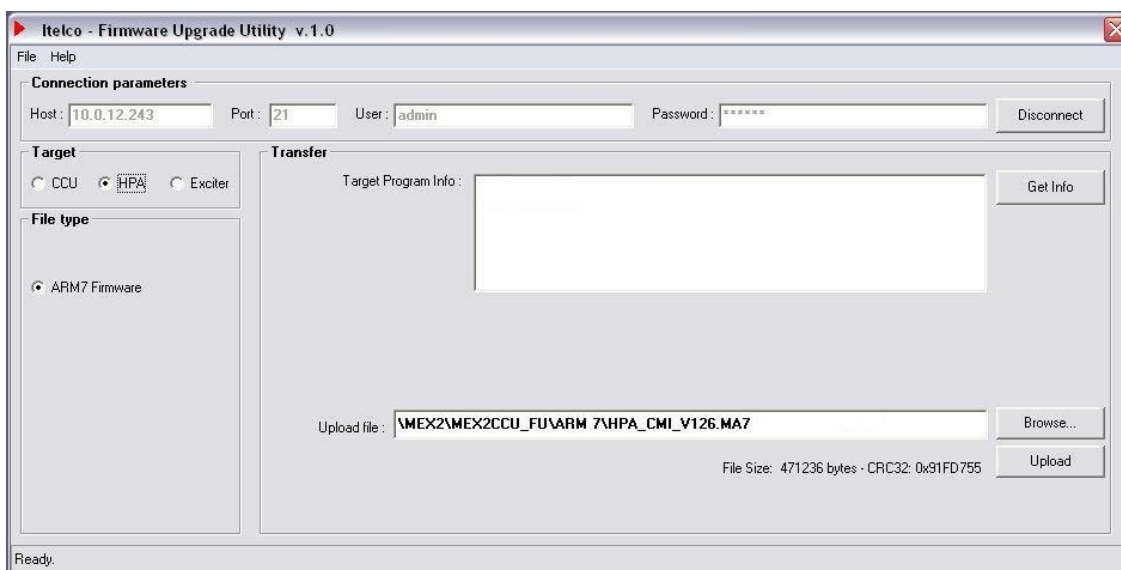 Itelco - Firmware Upgrade Utility v.1.0
File Help
Connection parameters
Host : 10.0.12.243 Port : 21 User : admin Password : ****** Disconnect
Target
CCU HPA Exciter
File type
ARM7 Firmware
Transfer
Target Program Info :
Get Info
Upload file : \MEX2\MEX2CCU_FU\ARM 7\HPA_CMI_V126.MA7 Browse...
File Size: 471236 bytes - CRC32: 0x91FD755 Upload
Ready.